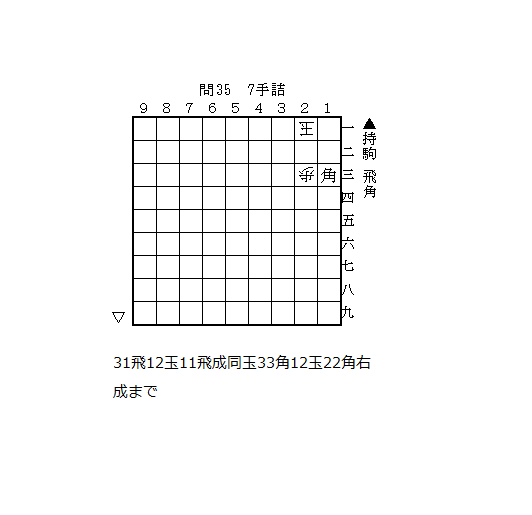 問35 7手詰
9 8 7 6 5 4 3 2 1
王 一
二
歩 角 三
四
五
六
七
八
九
▲持駒 飛角
▽
31飛12玉11飛成同玉33角12玉22角右
成まで